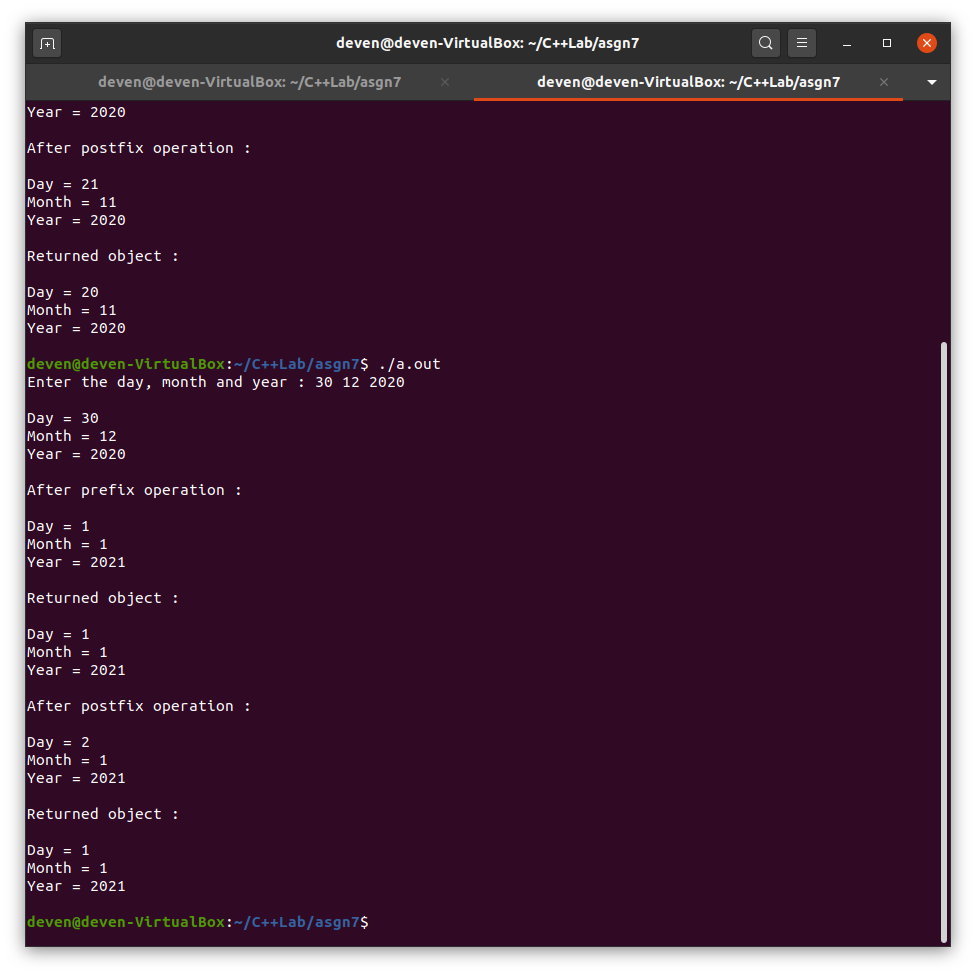 deven@deven-VirtualBox: ~/C++Lab/asgn7
deven@deven-VirtualBox: ~/C++Lab/asgn7
deven@deven-VirtualBox: ~/C++Lab/asgn7
Year = 2020
After postfix operation :
Day = 21
Month = 11
Year = 2020
Returned object :
Day = 20
Month = 11
Year = 2020
deven@deven-VirtualBox:~/C++Lab/asgn7$ ./a.out
Enter the day, month and year : 30 12 2020
Day = 30
Month = 12
Year = 2020
After prefix operation :
Day = 1
Month = 1
Year = 2021
Returned object :
Day = 1
Month = 1
Year = 2021
After postfix operation :
Day = 2
Month = 1
Year = 2021
Returned object :
Day = 1
Month = 1
Year = 2021
deven@deven-VirtualBox:~/C++Lab/asgn7$